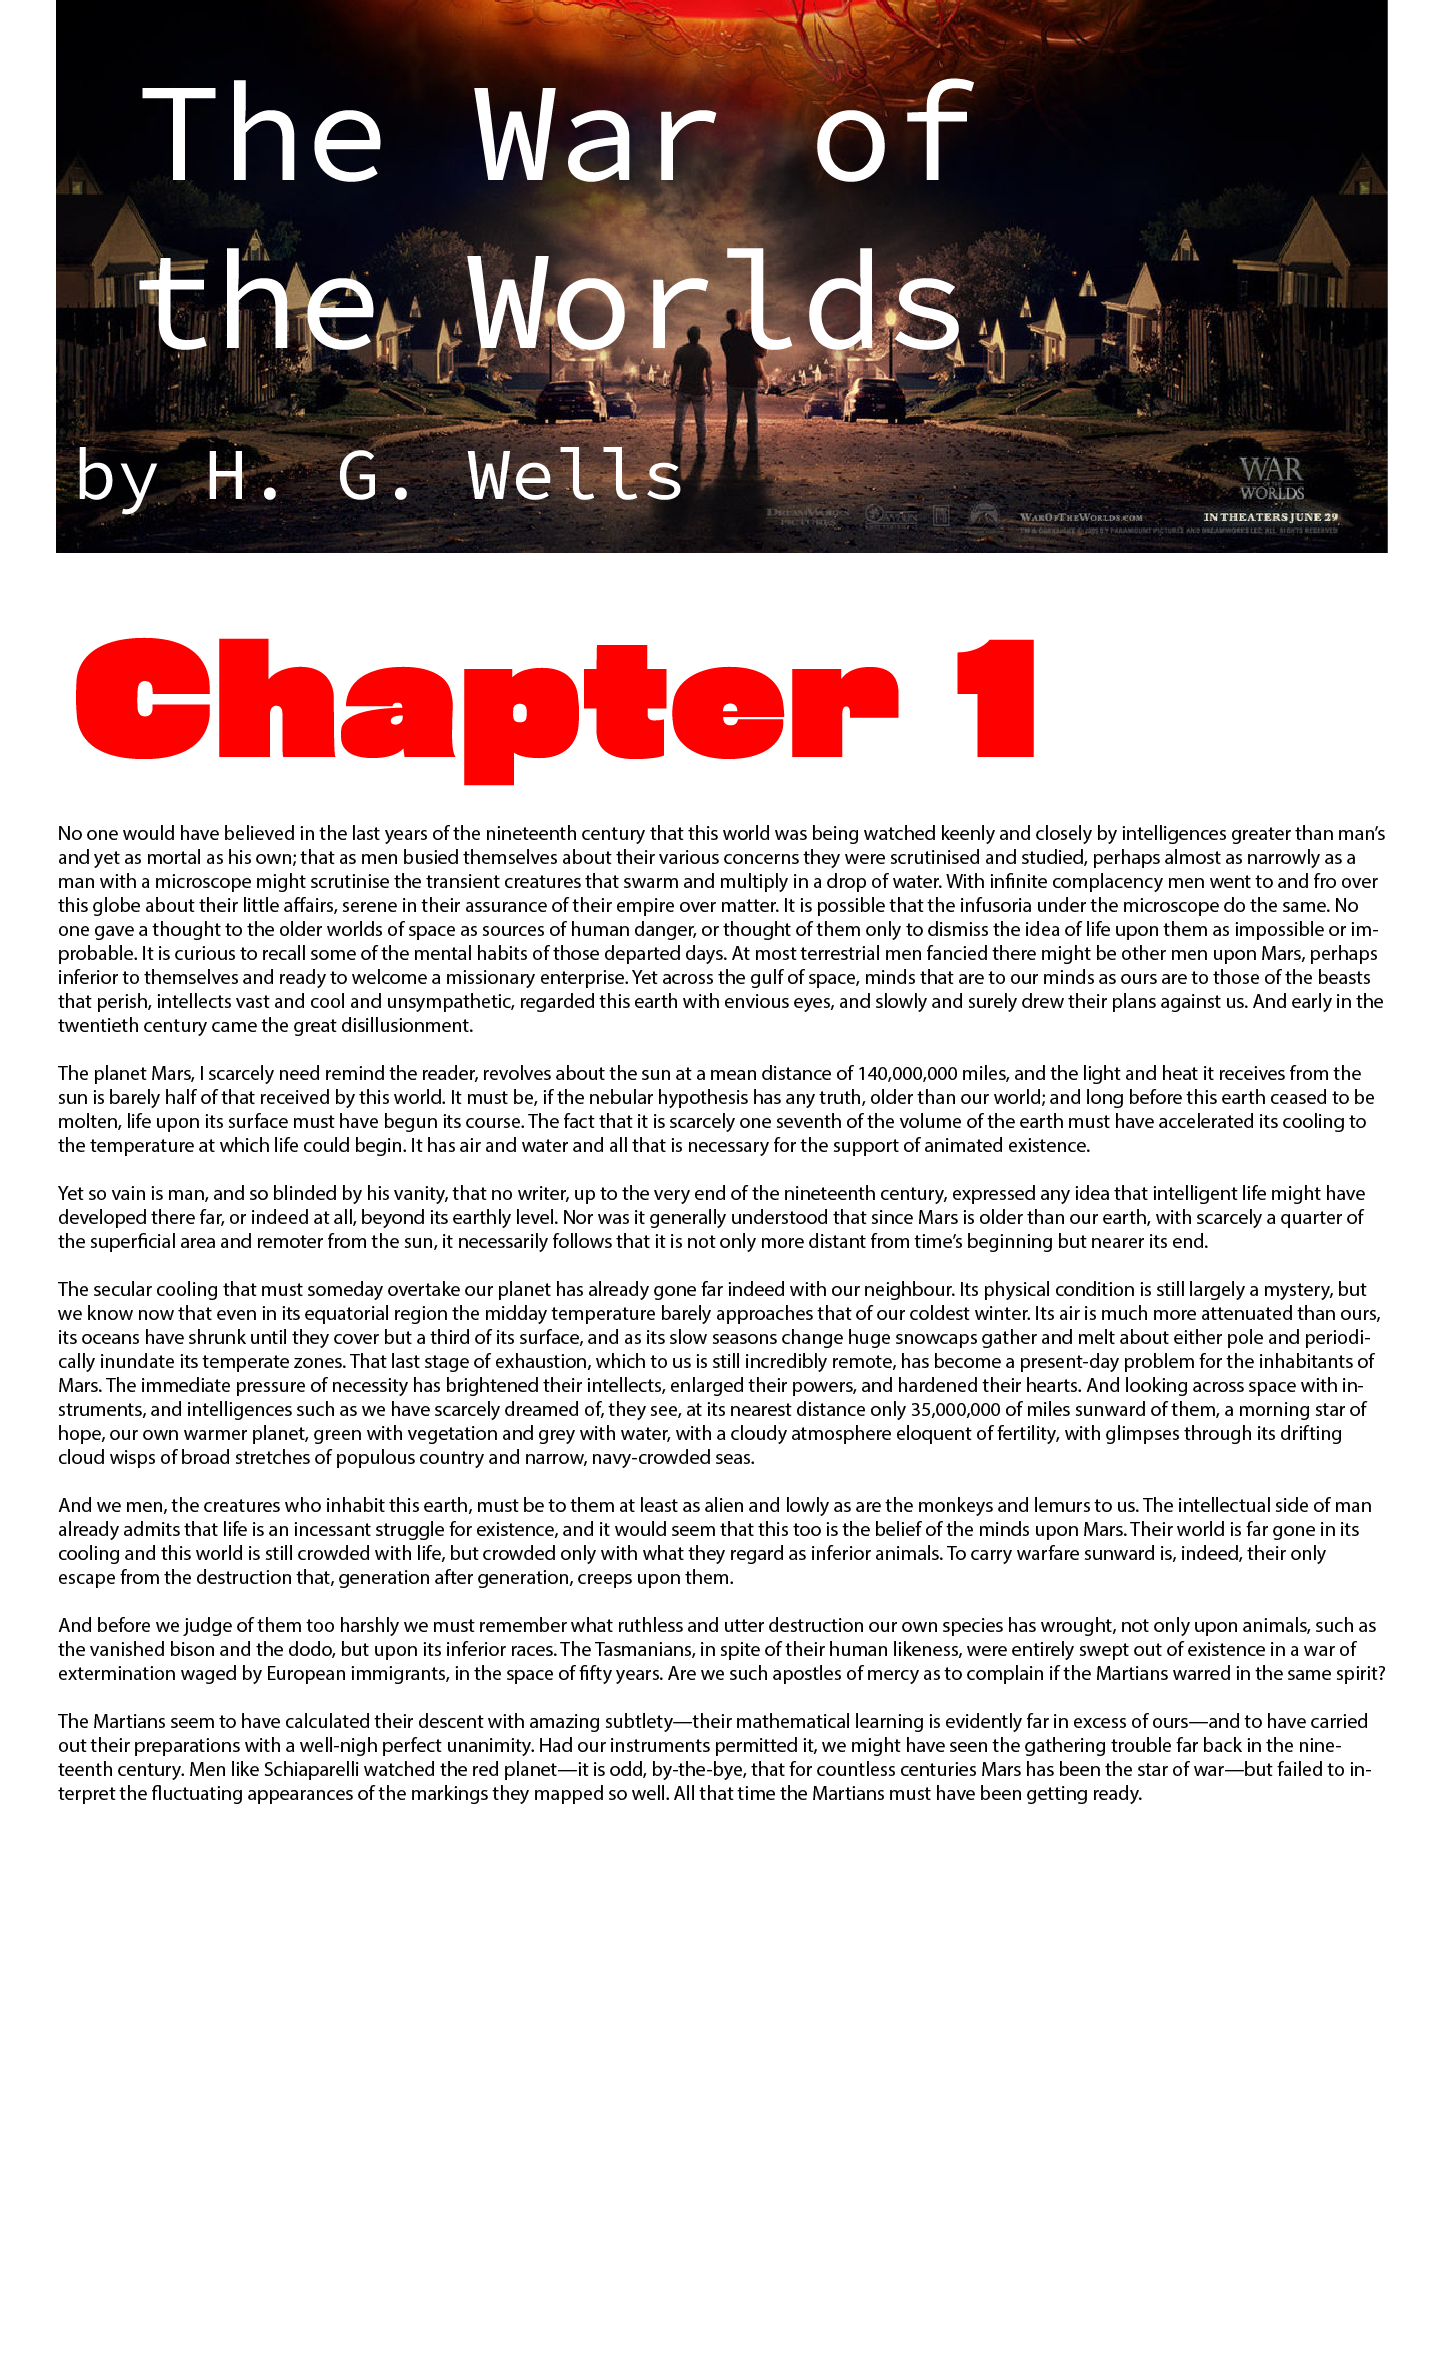 The War of
the Worlds
by H. G. Wells
WAR
OF THE
WORLDS
DREAMWORKS
PICTURES
WAROFTHEWORLDS.COM
IN THEATERS JUNE 29
Chapter 1
No one would have believed in the last years of the nineteenth century that this world was being watched keenly and closely by intelligences greater than man’s
and yet as mortal as his own; that as men busied themselves about their various concerns they were scrutinised and studied, perhaps almost as narrowly as a
man with a microscope might scrutinise the transient creatures that swarm and multiply in a drop of water. With infinite complacency men went to and fro over
this globe about their little affairs, serene in their assurance of their empire over matter. It is possible that the infusoria under the microscope do the same. No
one gave a thought to the older worlds of space as sources of human danger, or thought of them only to dismiss the idea of life upon them as impossible or im-
probable. It is curious to recall some of the mental habits of those departed days. At most terrestrial men fancied there might be other men upon Mars, perhaps
inferior to themselves and ready to welcome a missionary enterprise. Yet across the gulf of space, minds that are to our minds as ours are to those of the beasts
that perish, intellects vast and cool and unsympathetic, regarded this earth with envious eyes, and slowly and surely drew their plans against us. And early in the
twentieth century came the great disillusionment.
The planet Mars, I scarcely need remind the reader, revolves about the sun at a mean distance of 140,000,000 miles, and the light and heat it receives from the
sun is barely half of that received by this world. It must be, if the nebular hypothesis has any truth, older than our world; and long before this earth ceased to be
molten, life upon its surface must have begun its course. The fact that it is scarcely one seventh of the volume of the earth must have accelerated its cooling to
the temperature at which life could begin. It has air and water and all that is necessary for the support of animated existence.
Yet so vain is man, and so blinded by his vanity, that no writer, up to the very end of the nineteenth century, expressed any idea that intelligent life might have
developed there far, or indeed at all, beyond its earthly level. Nor was it generally understood that since Mars is older than our earth, with scarcely a quarter of
the superficial area and remoter from the sun, it necessarily follows that it is not only more distant from time’s beginning but nearer its end.
The secular cooling that must someday overtake our planet has already gone far indeed with our neighbour. Its physical condition is still largely a mystery, but
we know now that even in its equatorial region the midday temperature barely approaches that of our coldest winter. Its air is much more attenuated than ours,
its oceans have shrunk until they cover but a third of its surface, and as its slow seasons change huge snowcaps gather and melt about either pole and periodi-
cally inundate its temperate zones. That last stage of exhaustion, which to us is still incredibly remote, has become a present-day problem for the inhabitants of
Mars. The immediate pressure of necessity has brightened their intellects, enlarged their powers, and hardened their hearts. And looking across space with in-
struments, and intelligences such as we have scarcely dreamed of, they see, at its nearest distance only 35,000,000 of miles sunward of them, a morning star of
hope, our own warmer planet, green with vegetation and grey with water, with a cloudy atmosphere eloquent of fertility, with glimpses through its drifting
cloud wisps of broad stretches of populous country and narrow, navy-crowded seas.
And we men, the creatures who inhabit this earth, must be to them at least as alien and lowly as are the monkeys and lemurs to us. The intellectual side of man
already admits that life is an incessant struggle for existence, and it would seem that this too is the belief of the minds upon Mars. Their world is far gone in its
cooling and this world is still crowded with life, but crowded only with what they regard as inferior animals. To carry warfare sunward is, indeed, their only
escape from the destruction that, generation after generation, creeps upon them.
And before we judge of them too harshly we must remember what ruthless and utter destruction our own species has wrought, not only upon animals, such as
the vanished bison and the dodo, but upon its inferior races. The Tasmanians, in spite of their human likeness, were entirely swept out of existence in a war of
extermination waged by European immigrants, in the space of fifty years. Are we such apostles of mercy as to complain if the Martians warred in the same spirit?
The Martians seem to have calculated their descent with amazing subtlety—their mathematical learning is evidently far in excess of ours—and to have carried
out their preparations with a well-nigh perfect unanimity. Had our instruments permitted it, we might have seen the gathering trouble far back in the nine-
teenth century. Men like Schiaparelli watched the red planet—it is odd, by-the-bye, that for countless centuries Mars has been the star of war—but failed to in-
terpret the fluctuating appearances of the markings they mapped so well. All that time the Martians must have been getting ready.